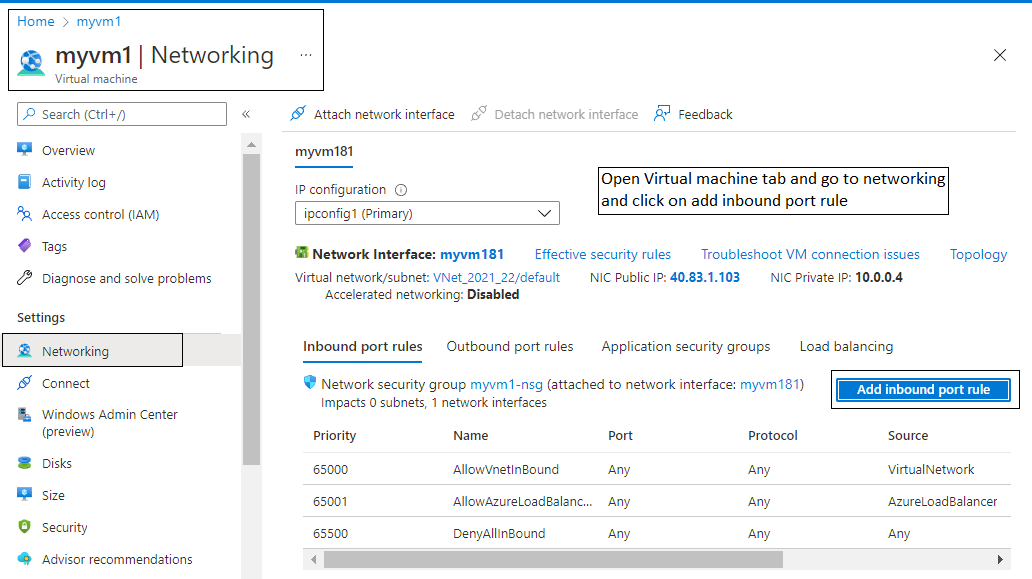 Home > myvm1
myvm1 | Networking ...
Virtual machine
Search (Ctrl+/)
«
Overview
Activity log
Access control (IAM)
Tags
Diagnose and solve problems
Settings
Networking
Connect
Windows Admin Center
(preview)
Disks
Size
Security
Advisor recommendations
Attach network interface Detach network interface Feedback
myvm181
IP configuration
ipconfig1 (Primary)
Open Virtual machine tab and go to networking
and click on add inbound port rule
Network Interface: myvm181 Effective security rules Troubleshoot VM connection issues Topology
Virtual network/subnet: VNet_2021_22/default NIC Public IP: 40.83.1.103 NIC Private IP: 10.0.0.4
Accelerated networking: Disabled
Inbound port rules Outbound port rules Application security groups Load balancing
Network security group myvm1-nsg (attached to network interface: myvm181)
Impacts 0 subnets, 1 network interfaces
Add inbound port rule
Priority Name Port Protocol Source
65000 AllowVnetInBound Any Any VirtualNetwork
65001 AllowAzureLoadBalanc... Any Any AzureLoadBalancer
65500 DenyAllInBound Any Any Any